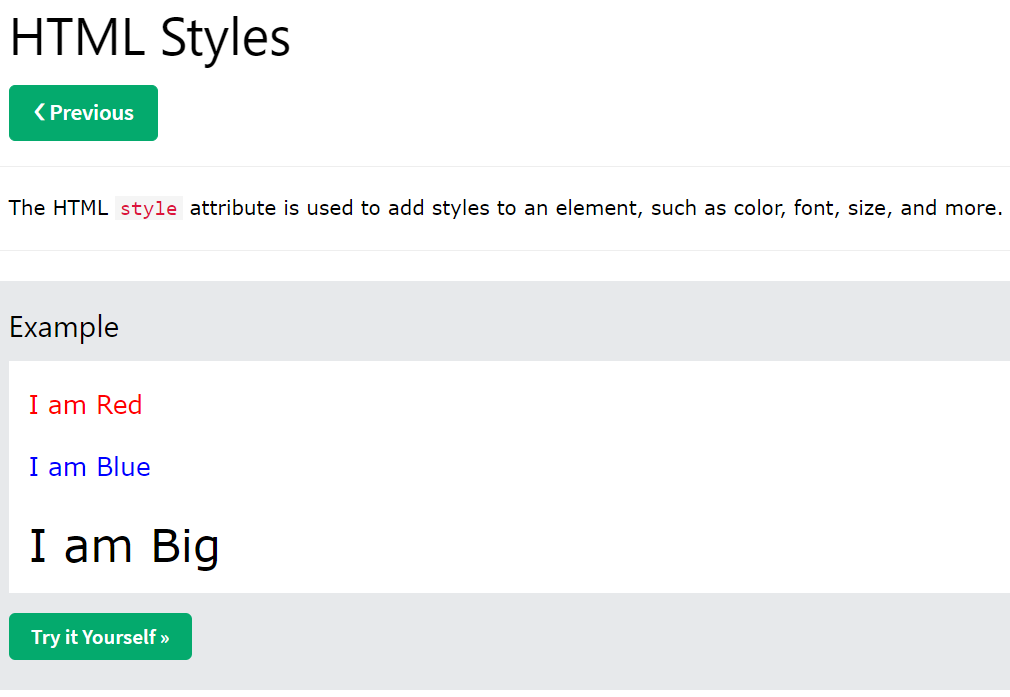 HTML Styles
❮ Previous
The HTML style attribute is used to add styles to an element, such as color, font, size, and more.
Example
I am Red
I am Blue
I am Big
Try it Yourself »